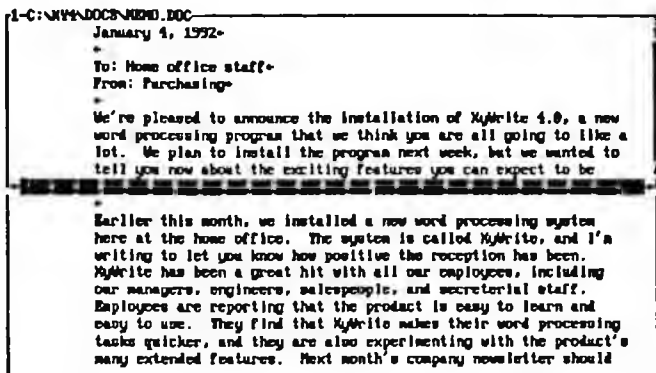 1-C:\XY4\DOCS\MEMO.DOC
January 4, 1992←
←
To: Home office staff←
From: Purchasing←
←
We're pleased to announce the installation of XyWrite 4.0, a new
word processing program that we think you are all going to like a
lot.  We plan to install the program next week, but we wanted to
tell you now about the exciting features you can expect to be
←
Earlier this month, we installed a new word processing system
here at the home office.  The system is called XyWrite, and I'm
writing to let you know how positive the reception has been.
XyWrite has been a great hit with all our employees, including
our managers, engineers, salespeople, and secreterial staff.
Employees are reporting that the product is easy to learn and
easy to use.  They find that XyWrite makes their word processing
tasks quicker, and they are also experimenting with the product's
many extended features.  Next month's company newsletter should